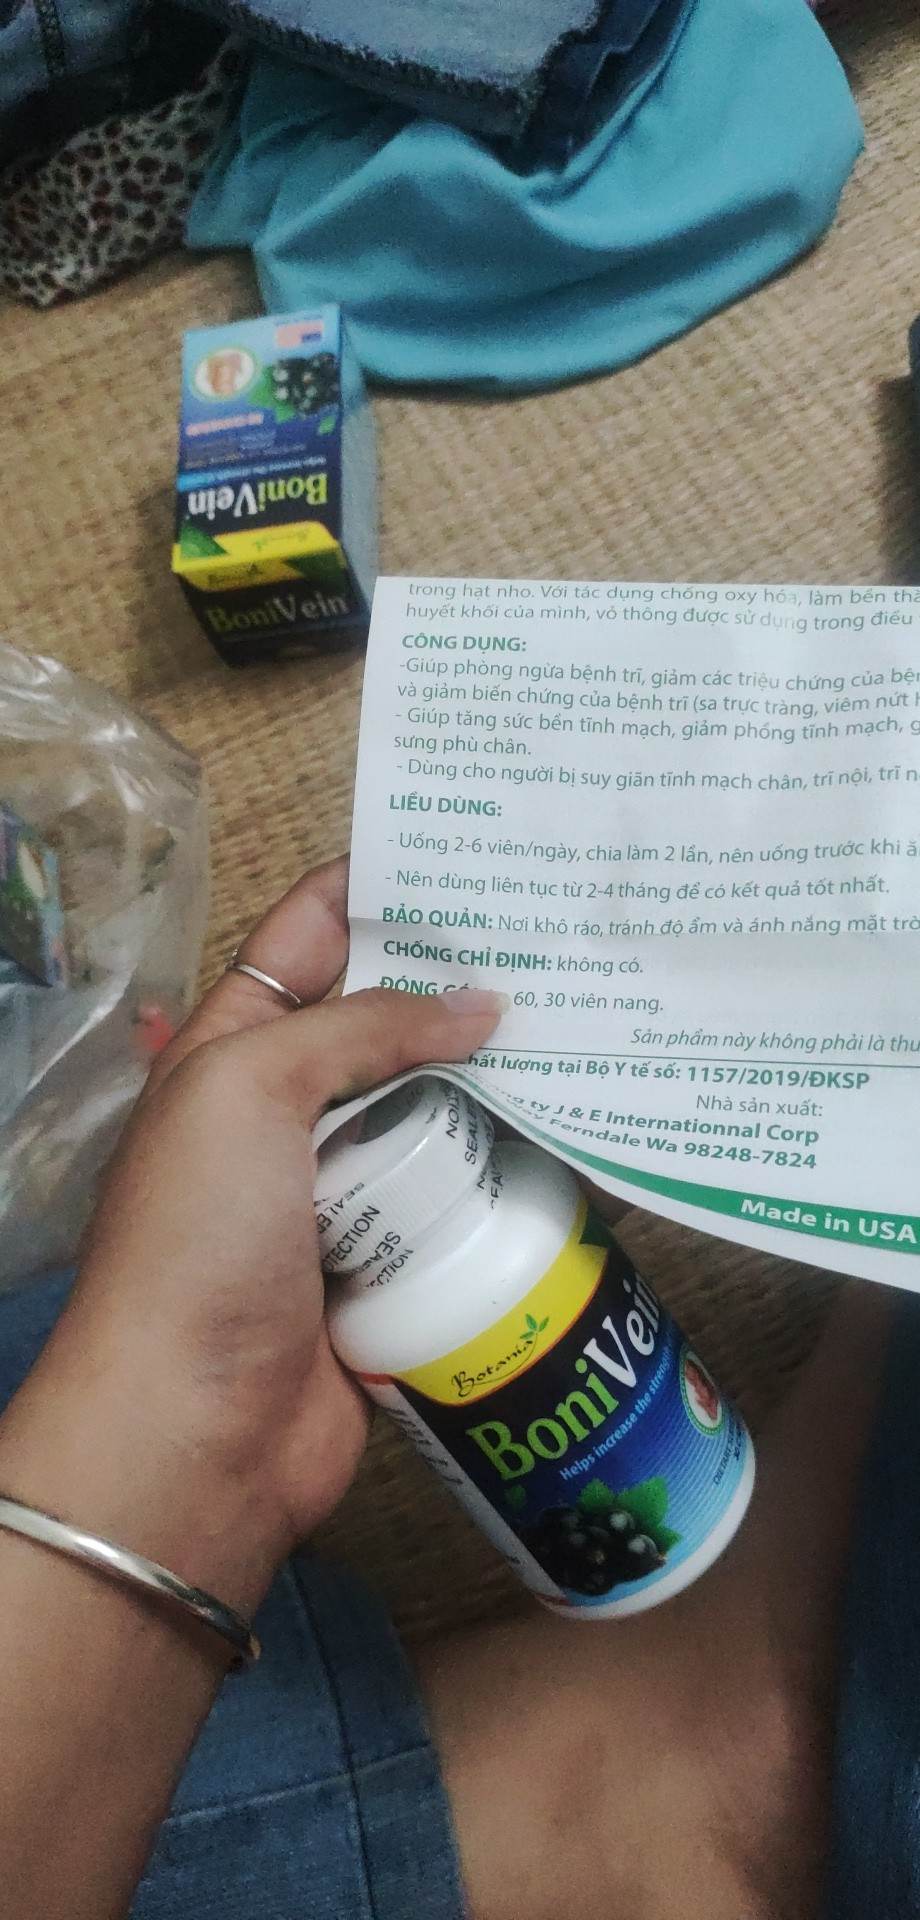 BoniVein
BoniVein
trong hạt nho. Với tác dụng chống oxy hóa, làm bền
huyết khối của mình, vỏ thông được sử dụng trong điều
CÔNG DỤNG:
-Giúp phòng ngừa bệnh trĩ, giảm các triệu chứng của
và giảm biến chứng của bệnh trĩ (sa trực tràng, viêm nứt
- Giúp tăng sức bền tĩnh mạch, giảm phồng tĩnh mạch,
sưng phù chân.
- Dùng cho người bị suy giãn tĩnh mạch chân, trĩ nội, trĩ
LIỀU DÙNG:
- Uống 2-6 viên/ngày, chia làm 2 lần, nên uống trước khi
- Nên dùng liên tục từ 2-4 tháng để có kết quả tốt nhất.
BẢO QUẢN: Nơi khô ráo, tránh độ ẩm và ánh nắng mặt
CHỐNG CHỈ ĐỊNH: không có.
ĐÓNG 60, 30 viên nang.
Sản phẩm này không phải là
lượng tại Bộ Y tế số: 1157/2019/ĐKSP
Nhà sản xuất:
ty J & E Internationnal Corp
Ferndale Wa 98248-7824
Made in USA
Botania
BoniVein
Helps increase the